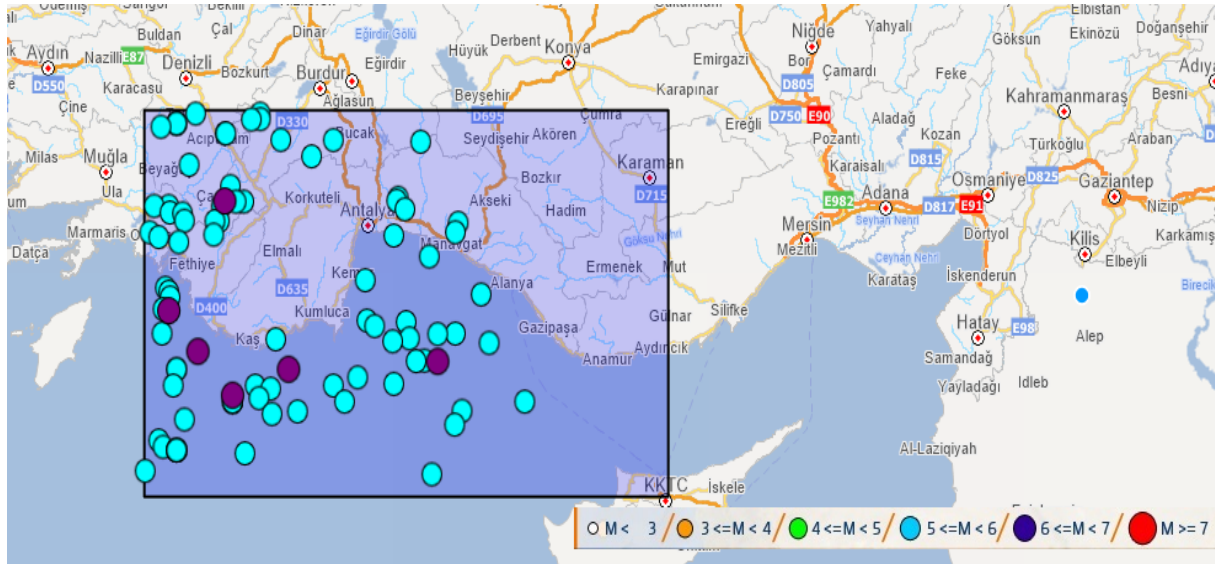 Ödemiş
Buldan
Çal
Dinar
Bekilli
Eğirdir Gölü
Derbent
Konya
Niğde
Yahyalı
Elbistan
Göksun
Ekinözü
Doğanşehir
Aydın
Nazilli
E87
Denizli
Hüyük
Emirgazi
Bor
Çamardı
Feke
D550
Karacasu
Bozkurt
Burdur
Eğirdir
Beyşehir
Karapınar
D805
Adıya
Besni
Çine
Ağlasun
D330
D695
Çumra
D750
E90
Aladağ
Kahramanmaraş
Acıpayam
Bucak
Seydişehir
Akören
Ereğli
Pozantı
Kozan
Türkoğlu
Araban
Milas
Muğla
Beyağaç
Karaman
Karaisalı
D815
Ula
Korkuteli
Bozkır
D715
Osmaniye
D825
Gaziantep
Akseki
Hadim
E982
Adana
D817
E91
Nizip
Marmaris
Antalya
Mersin
Seyhan Nehri
Dörtyol
Kilis
Karkamış
Datça
Elmalı
Manavgat
Göksu Nehri
Mezitli
Ceyhan Nehri
Elbeyli
Fethiye
Kemer
Ermenek
Mut
Karataş
İskenderun
D635
Alanya
D400
Kumluca
Gülnar
Silifke
Hatay
E98
Alep
Kaş
Gazipaşa
Anamur
Aydıncık
Samandağ
Yayladağı
Idleb
Al-Laziqiyah
KKTC
İskele
M < 3 / 3 <=M < 4 / 4 <=M < 5 / 5 <=M < 6 / 6 <=M < 7 / M >= 7